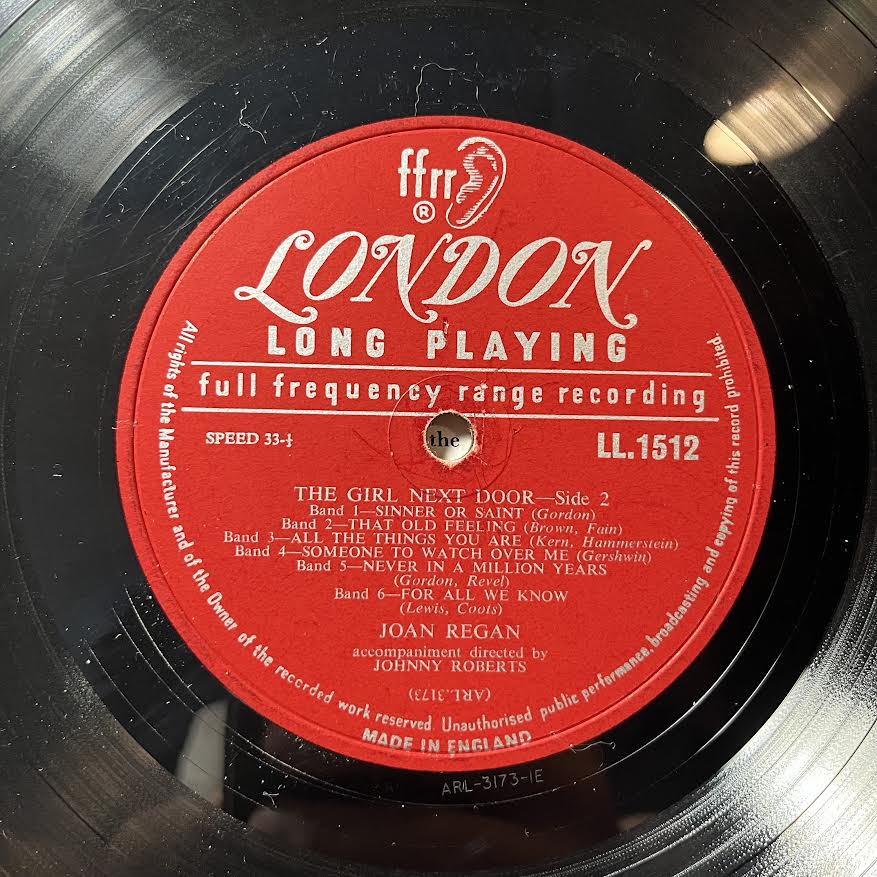 ffrr
®
LONDON
LONG PLAYING
full frequency range recording
SPEED 33-⅓
the
LL.1512
THE GIRL NEXT DOOR—Side 2
Band 1—SINNER OR SAINT (Gordon)
Band 2—THAT OLD FEELING (Brown, Fain)
Band 3—ALL THE THINGS YOU ARE (Kern, Hammerstein)
Band 4—SOMEONE TO WATCH OVER ME (Gershwin)
Band 5—NEVER IN A MILLION YEARS
(Gordon, Revel)
Band 6—FOR ALL WE KNOW
(Lewis, Coots)
JOAN REGAN
accompaniment directed by
JOHNNY ROBERTS
(ARL.3173)
All rights of the Manufacturer and of the Owner of the recorded work reserved. Unauthorised public performance, broadcasting and copying of this record prohibited.
MADE IN ENGLAND
ARL-3173-1E